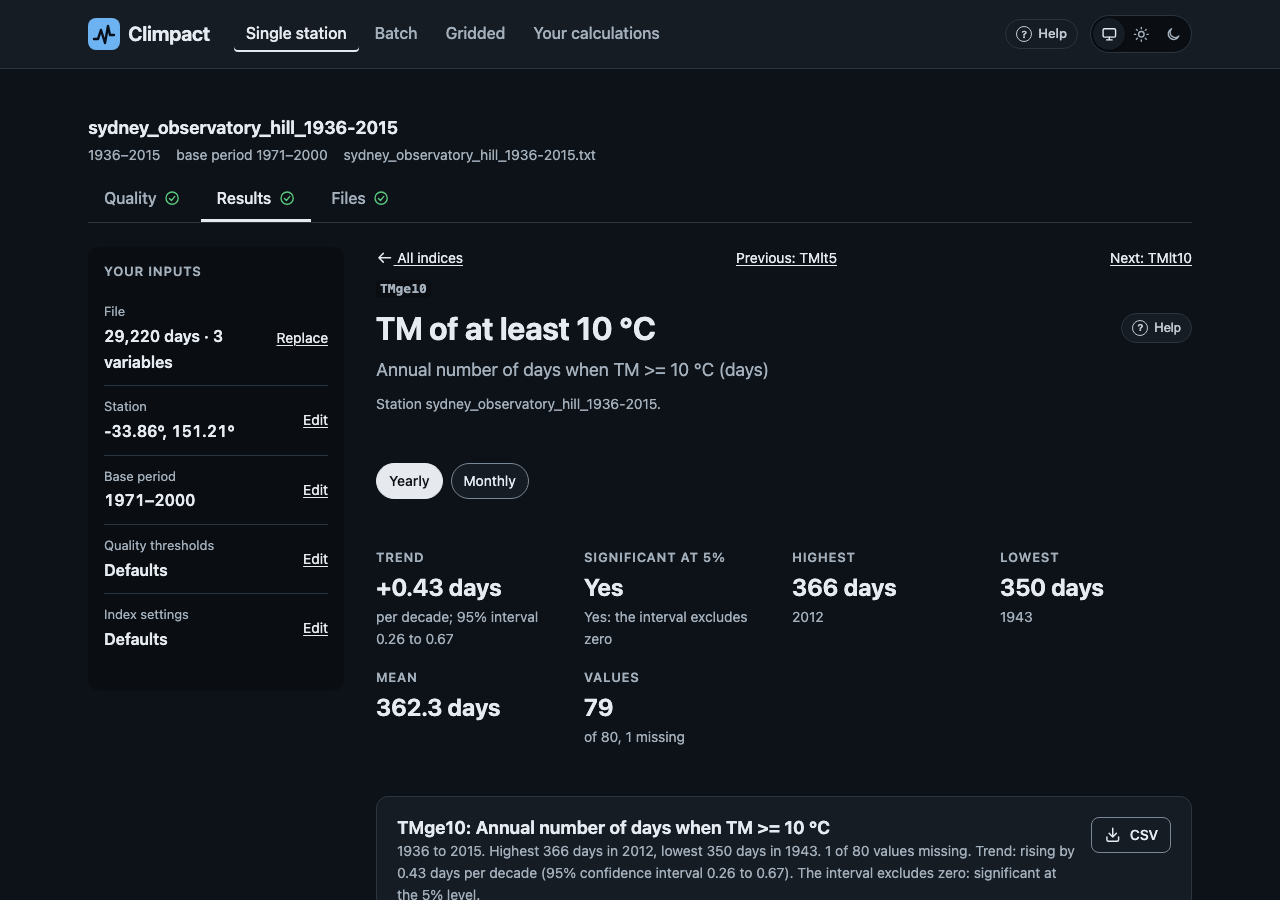 Climpact
Single station
Batch
Gridded
Your calculations
Help
sydney_observatory_hill_1936-2015
1936–2015 base period 1971–2000 sydney_observatory_hill_1936-2015.txt
Quality
Results
Files
YOUR INPUTS
File
29,220 days · 3 variables
Replace
Station
-33.86°, 151.21°
Edit
Base period
1971–2000
Edit
Quality thresholds
Defaults
Edit
Index settings
Defaults
Edit
← All indices
Previous: TMlt5
Next: TMlt10
TMge10
TM of at least 10 °C
Help
Annual number of days when TM >= 10 °C (days)
Station sydney_observatory_hill_1936-2015.
Yearly
Monthly
TREND
+0.43 days
per decade; 95% interval
0.26 to 0.67
SIGNIFICANT AT 5%
Yes
Yes: the interval excludes
zero
HIGHEST
366 days
2012
LOWEST
350 days
1943
MEAN
362.3 days
VALUES
79
of 80, 1 missing
TMge10: Annual number of days when TM >= 10 °C
CSV
1936 to 2015. Highest 366 days in 2012, lowest 350 days in 1943. 1 of 80 values missing. Trend: rising by
0.43 days per decade (95% confidence interval 0.26 to 0.67). The interval excludes zero: significant at
the 5% level.